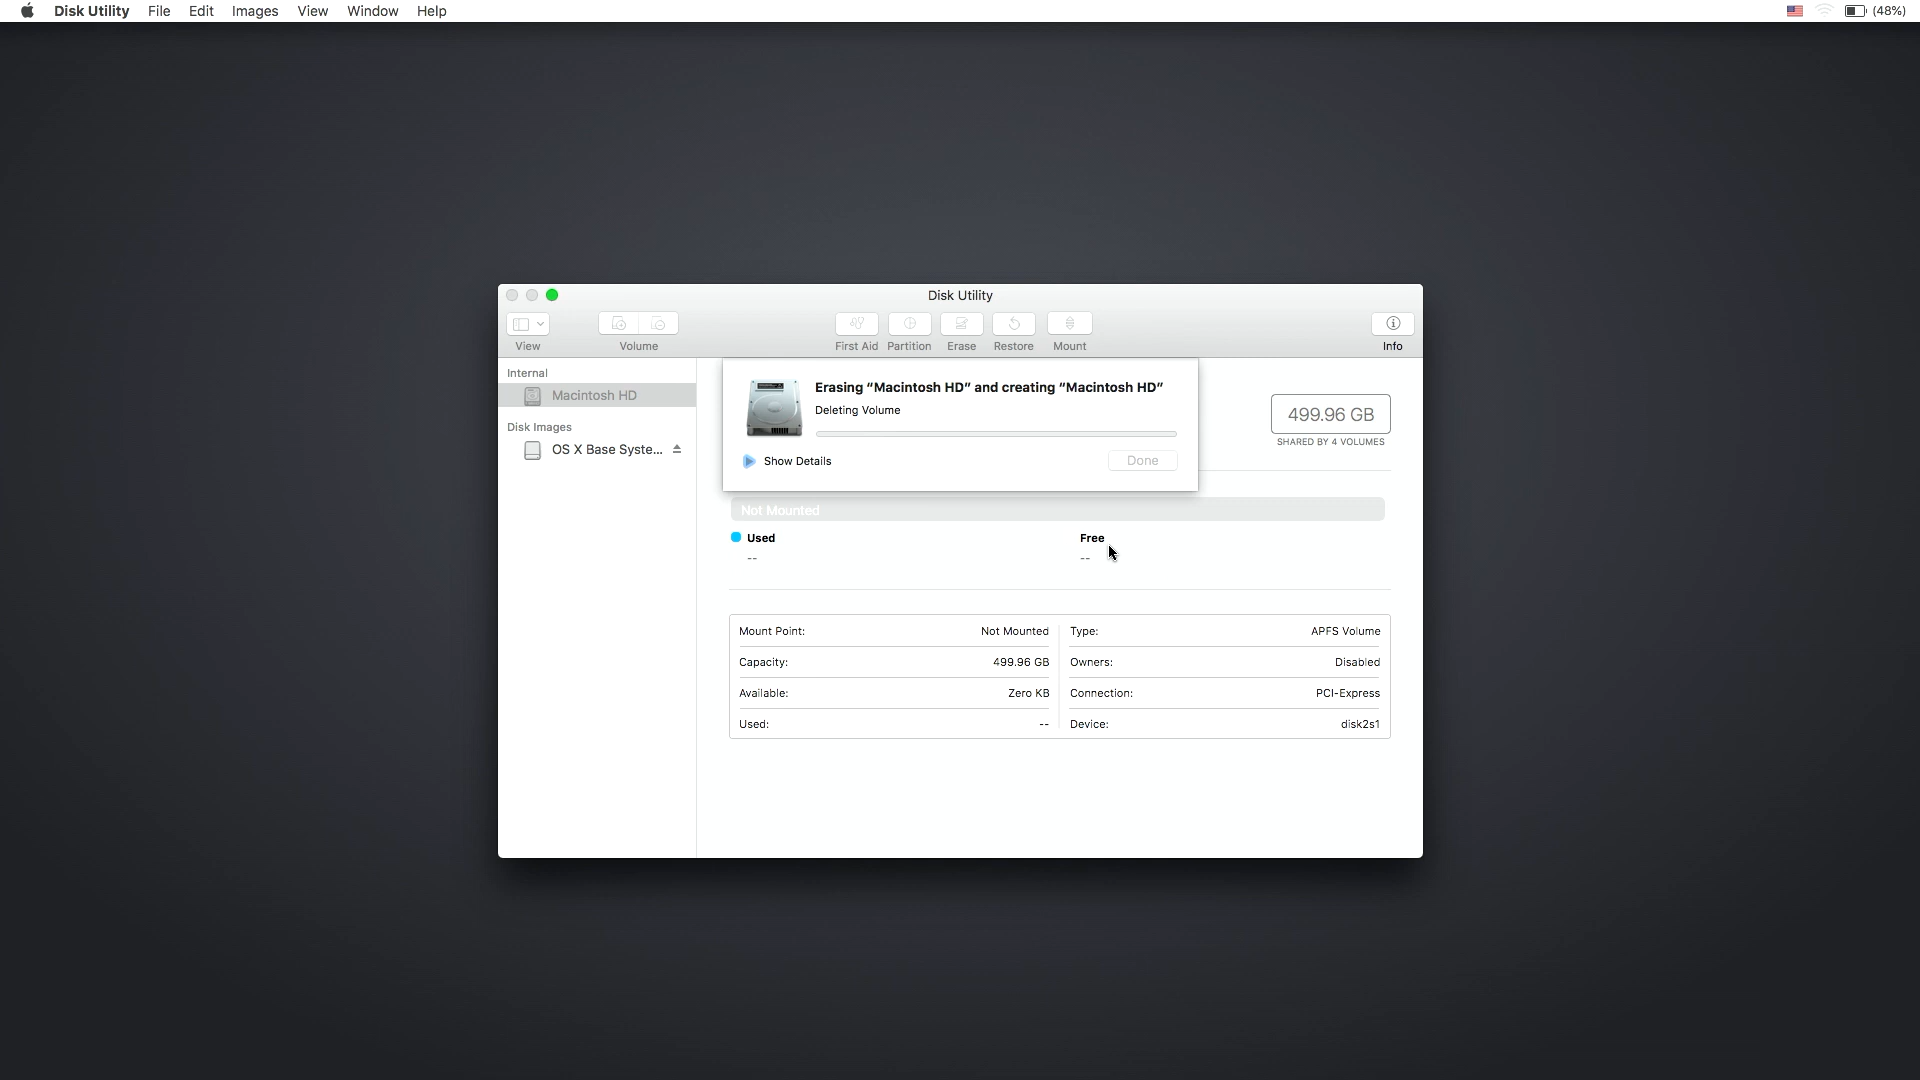 Disk Utility File Edit Images View Window Help (48%)
Disk Utility
View Volume First Aid Partition Erase Restore Mount Info
Internal
Macintosh HD
Disk Images
OS X Base Syste...
Erasing “Macintosh HD” and creating “Macintosh HD”
Deleting Volume
Show Details Done
499.96 GB
SHARED BY 4 VOLUMES
Not Mounted
Used Free
-- --
Mount Point: Not Mounted Type: APFS Volume
Capacity: 499.96 GB Owners: Disabled
Available: Zero KB Connection: PCI-Express
Used: -- Device: disk2s1